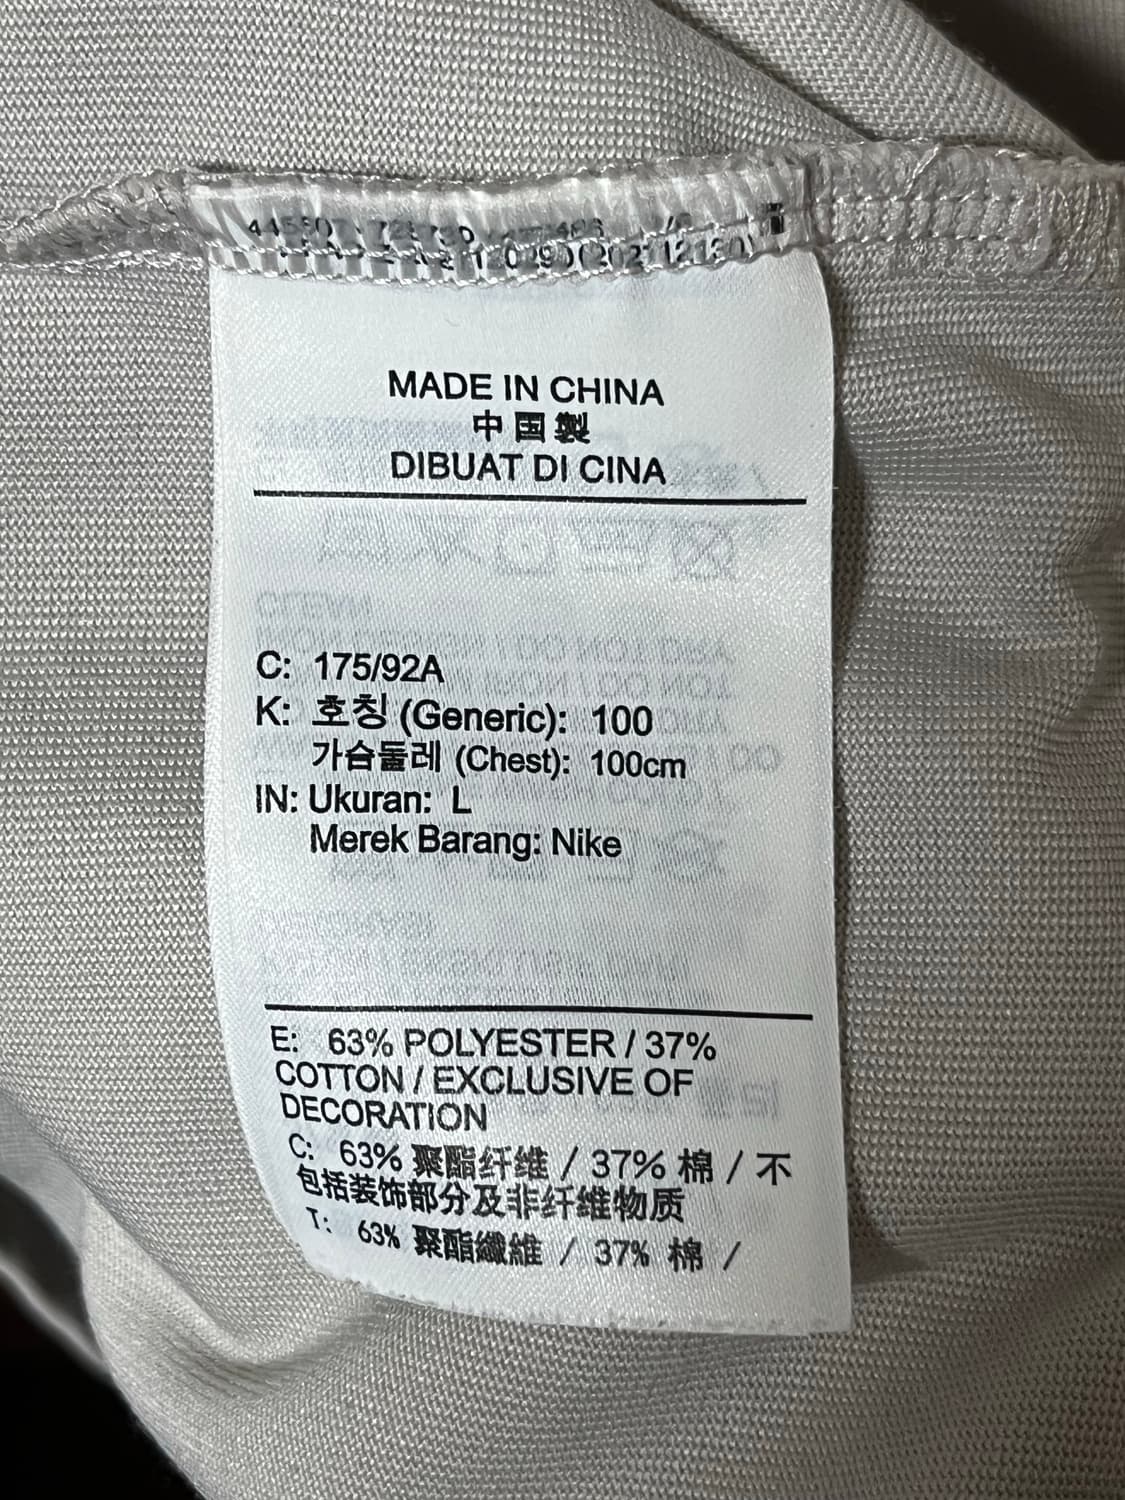 MADE IN CHINA
中国製
DIBUAT DI CINA
C: 175/92A
K: 호칭 (Generic): 100
가슴둘레 (Chest): 100cm
IN: Ukuran: L
Merek Barang: Nike
E: 63% POLYESTER / 37%
COTTON / EXCLUSIVE OF
DECORATION
C: 63% 聚酯纤维 / 37% 棉 / 不
包括装饰部分及非纤维物质
T: 63% 聚酯纖維 / 37% 棉 /